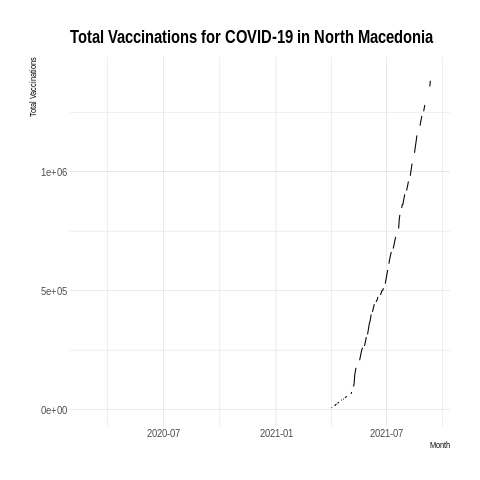 Total Vaccinations for COVID-19 in North Macedonia
Total Vaccinations
1e+06
5e+05
0e+00
2020-07
2021-01
2021-07
Month